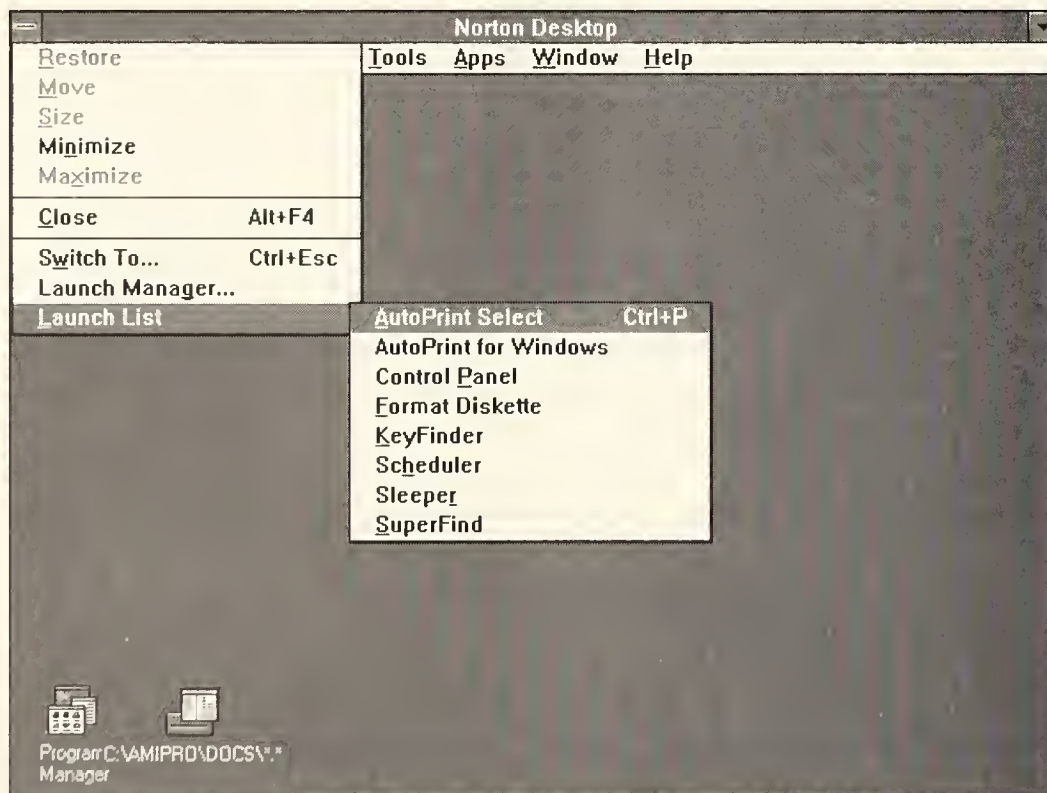 Norton Desktop
Tools Apps Window Help
Restore
Move
Size
Minimize
Maximize
Close Alt+F4
Switch To... Ctrl+Esc
Launch Manager...
Launch List
AutoPrint Select Ctrl+P
AutoPrint for Windows
Control Panel
Format Diskette
KeyFinder
Scheduler
Sleeper
SuperFind
Program C:\AMIPRO\DOCS\*.*
Manager